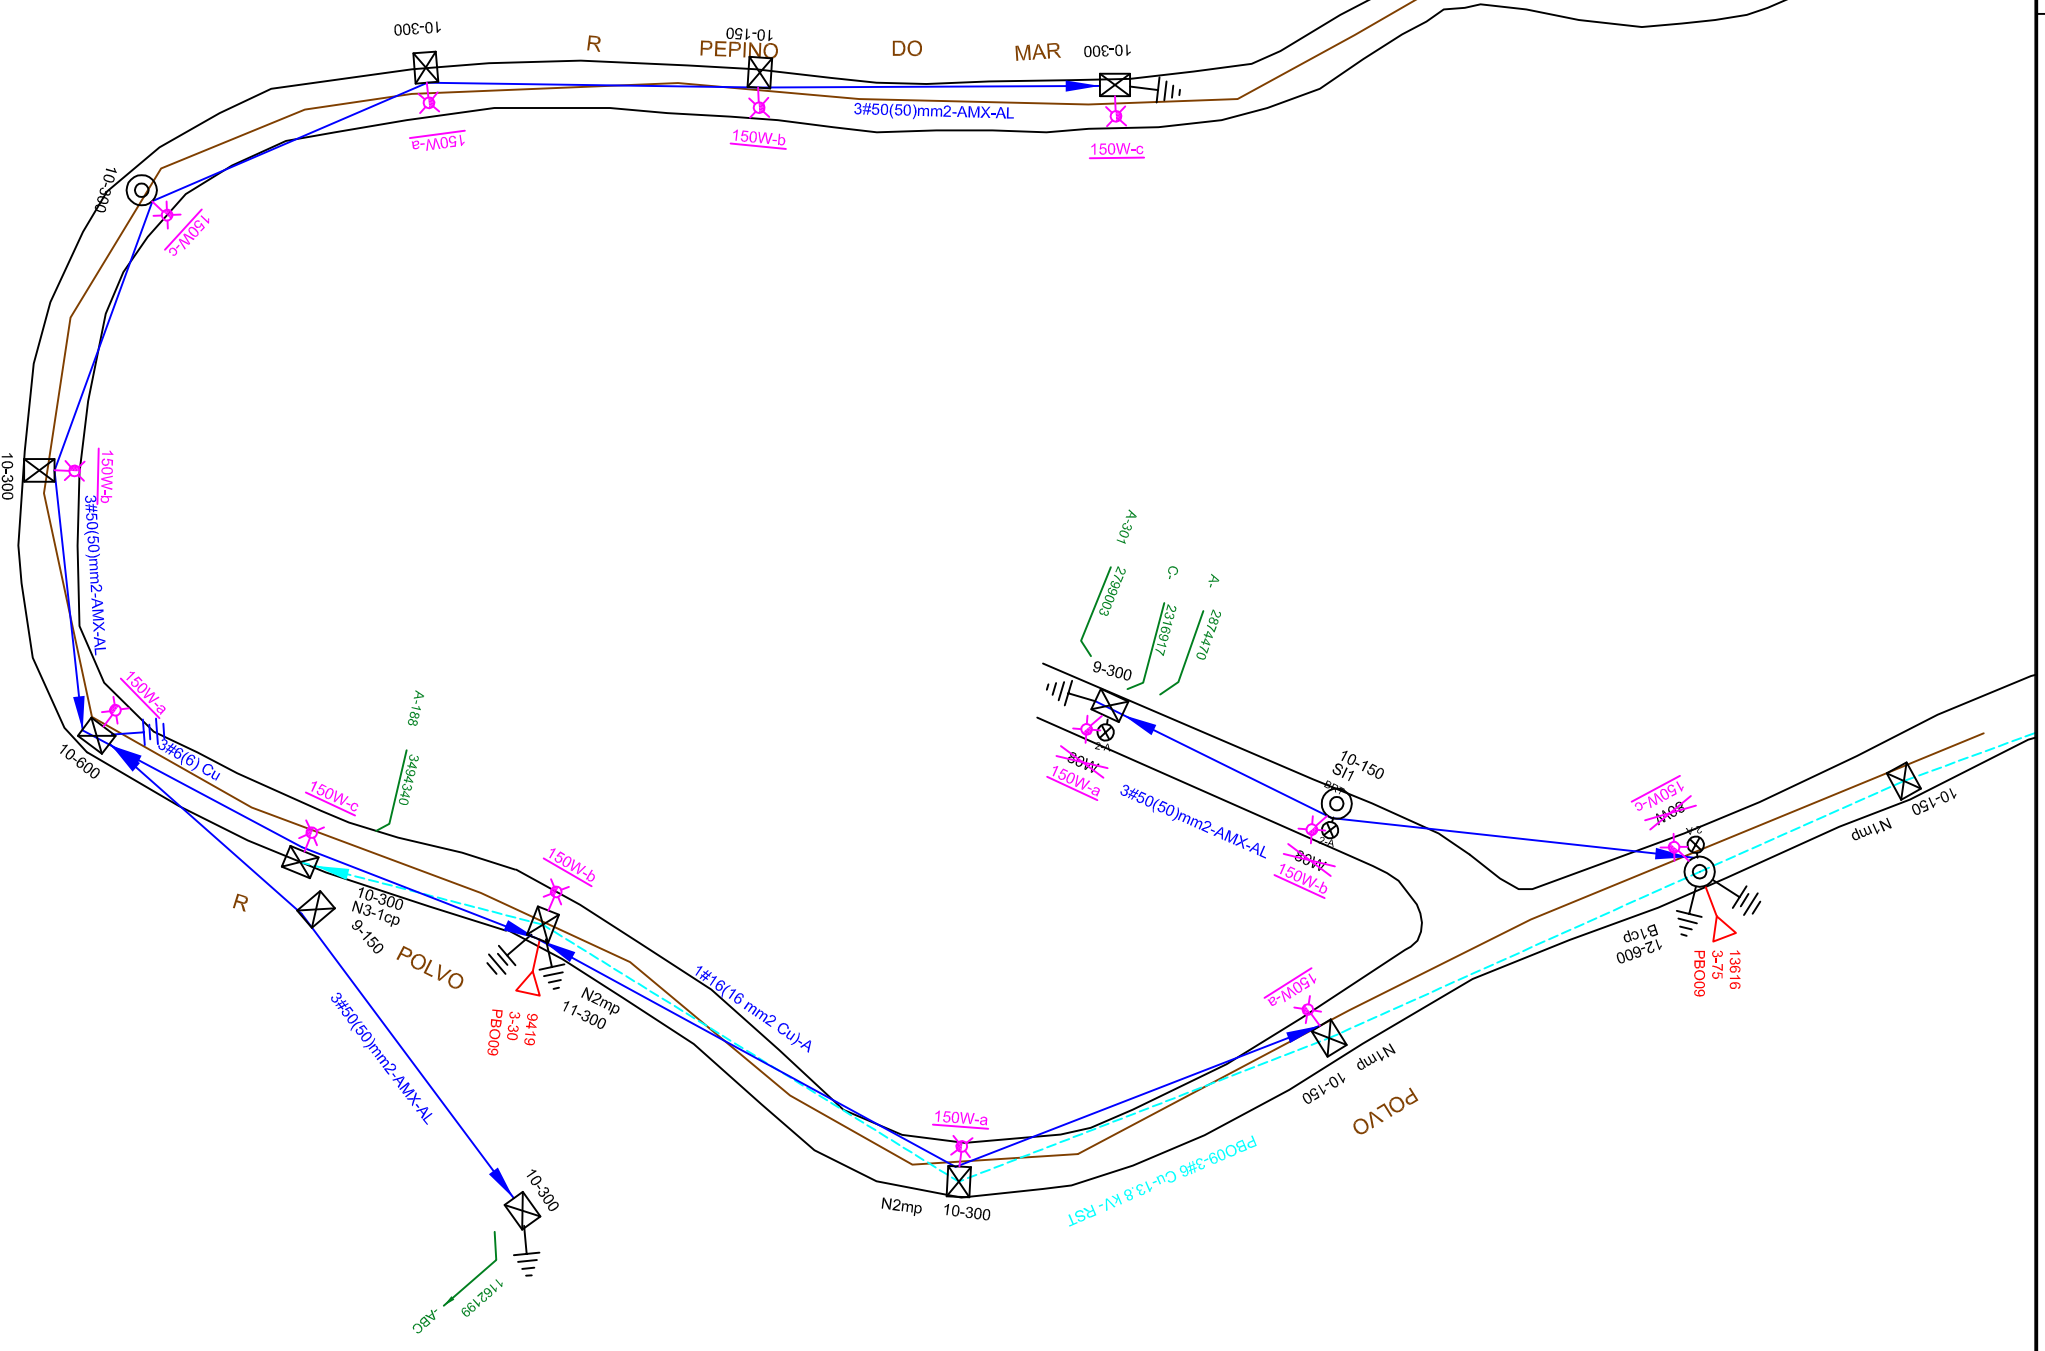 10-300
R PEPINO DO MAR
10-150
10-300
3#50(50)mm2-AMX-AL
150W-a
150W-b
150W-c
10-300
150W-c
10-300
150W-b
3#50(50)mm2-AMX-AL
150W-a
10-600
3#6(6) Cu
150W-c
A-188
3494340
150W-b
10-300
N3-1cp
9-150
R POLVO
3#50(50)mm2-AMX-AL
N2mp
11-300
9419
3-30
PBO09
1#16(16 mm2 Cu)-A
10-300
1162199
-ABC
150W-a
N2mp 10-300
PBO09-3#6 Cu-13.8 kV- RST
150W-a
10-150 N1mp
POLVO
A-301
2799003
C-
2316917
A-
2874470
9-300
2-A
80W
150W-a
3#50(50)mm2-AMX-AL
10-150
SI1
2-A
80W
150W-b
150W-c
80W
2-A
12-600
B1cp
13616
3-75
PBO09
N1mp
10-150